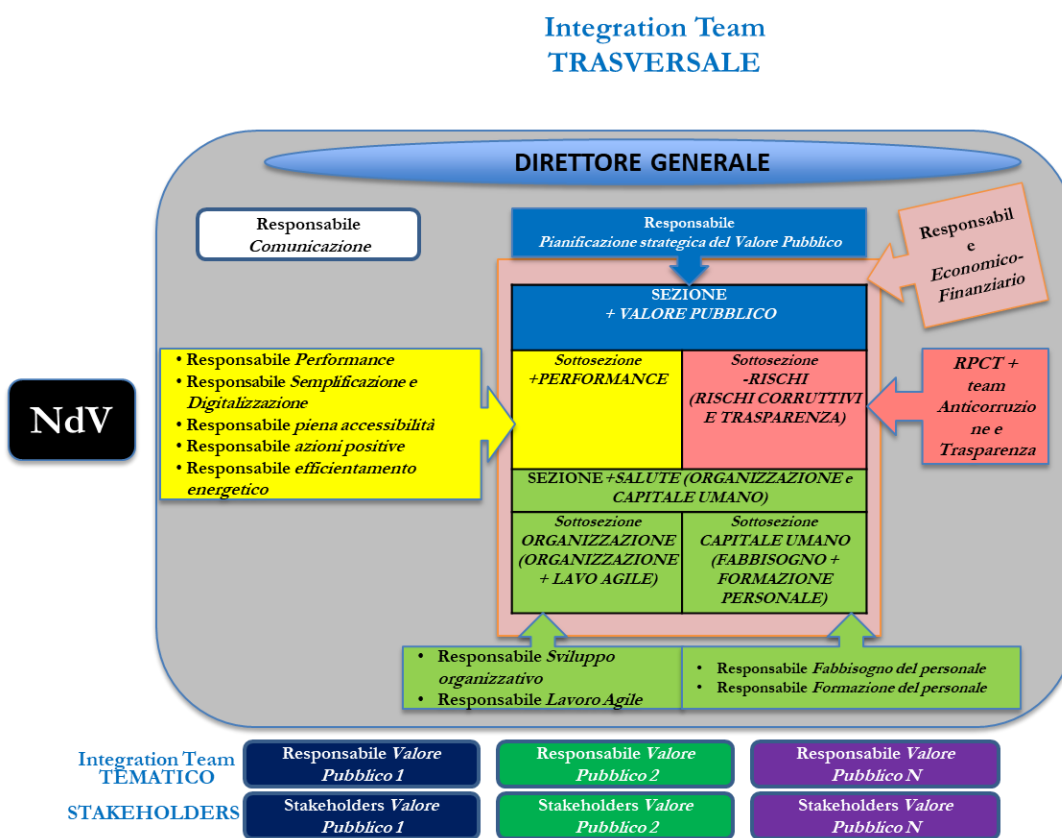 Integration Team
TRASVERSALE
DIRETTORE GENERALE
Responsabile
Comunicazione
Responsabile
Pianificazione strategica del Valore Pubblico
Responsabil
e
Economico-
Finanziario
SEZIONE
+ VALORE PUBBLICO
NdV
• Responsabile Performance
• Responsabile Semplificazione e
Digitalizzazione
• Responsabile piena accessibilità
• Responsabile azioni positive
• Responsabile efficientamento
energetico
Sottosezione
+PERFORMANCE
Sottosezione
-RISCHI
(RISCHI CORRUTTIVI
E TRASPARENZA)
RPCT +
team
Anticorruzio
ne e
Trasparenza
SEZIONE +SALUTE (ORGANIZZAZIONE e
CAPITALE UMANO)
Sottosezione
ORGANIZZAZIONE
(ORGANIZZAZIONE
+ LAVO AGILE)
Sottosezione
CAPITALE UMANO
(FABBISOGNO +
FORMAZIONE
PERSONALE)
• Responsabile Sviluppo
organizzativo
• Responsabile Lavoro Agile
• Responsabile Fabbisogno del personale
• Responsabile Formazione del personale
Integration Team
TEMATICO
Responsabile Valore
Pubblico 1
Responsabile Valore
Pubblico 2
Responsabile Valore
Pubblico N
STAKEHOLDERS
Stakeholders Valore
Pubblico 1
Stakeholders Valore
Pubblico 2
Stakeholders Valore
Pubblico N